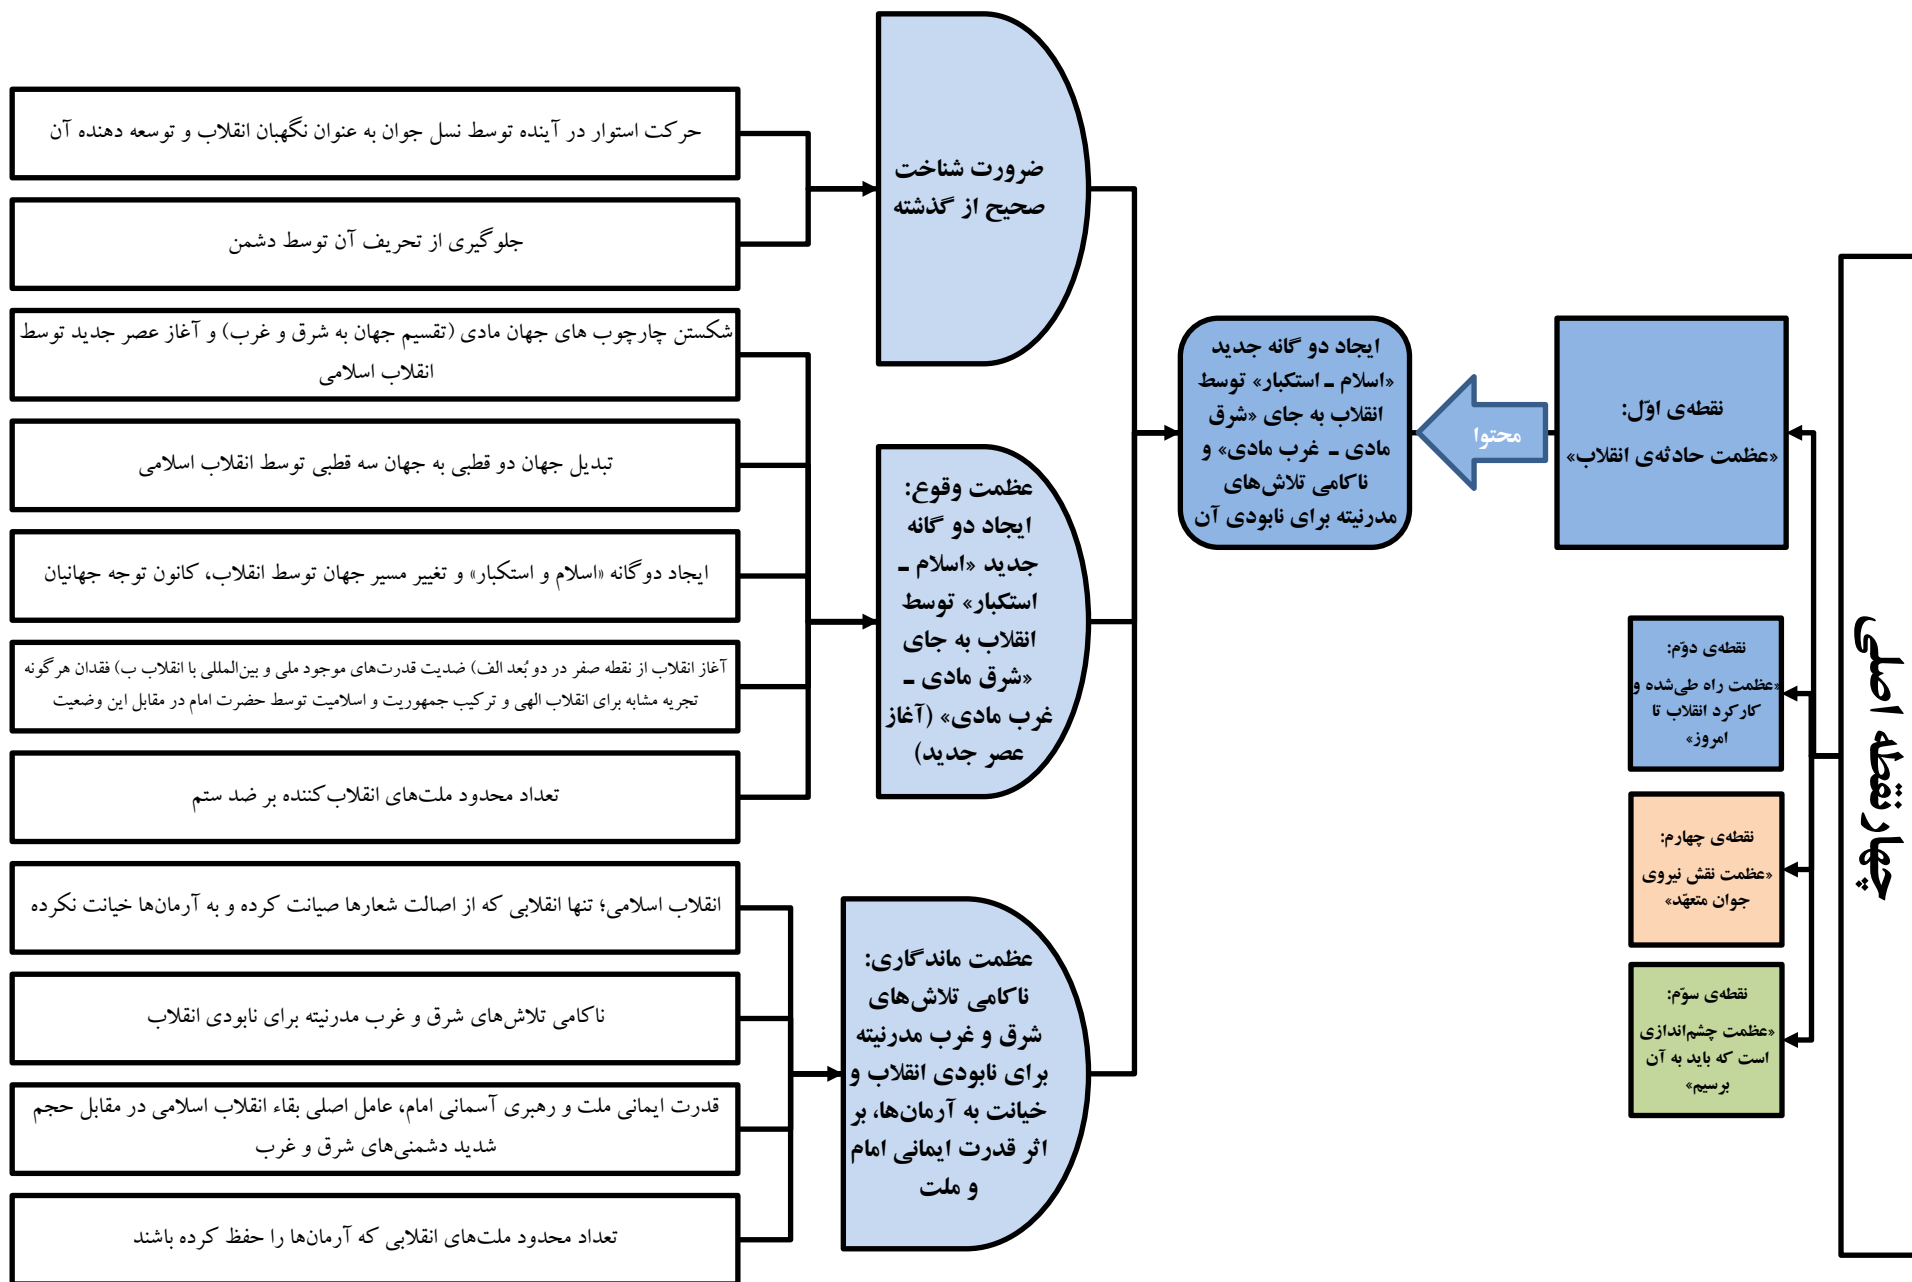 چهار نقطه اصلی
نقطه‌ی اوّل:
«عظمت حادثه‌ی انقلاب»
نقطه‌ی دوّم:
«عظمت راه طی‌شده و
کارکرد انقلاب تا
امروز»
نقطه‌ی چهارم:
«عظمت نقش نیروی
جوان متعهّد»
نقطه‌ی سوّم:
«عظمت چشم‌اندازی
است که باید به آن
برسیم»
محتوا
ایجاد دو گانه جدید
«اسلام ـ استکبار» توسط
انقلاب به جای «شرق
مادی ـ غرب مادی» و
ناکامی تلاش‌های
مدرنیته برای نابودی آن
ضرورت شناخت
صحیح از گذشته
حرکت استوار در آینده توسط نسل جوان به عنوان نگهبان انقلاب و توسعه دهنده آن
جلوگیری از تحریف آن توسط دشمن
عظمت وقوع:
ایجاد دو گانه
جدید «اسلام ـ
استکبار» توسط
انقلاب به جای
«شرق مادی ـ
غرب مادی» (آغاز
عصر جدید)
شکستن چارچوب های جهان مادی (تقسیم جهان به شرق و غرب) و آغاز عصر جدید توسط
انقلاب اسلامی
تبدیل جهان دو قطبی به جهان سه قطبی توسط انقلاب اسلامی
ایجاد دوگانه «اسلام و استکبار» و تغییر مسیر جهان توسط انقلاب، کانون توجه جهانیان
آغاز انقلاب از نقطه صفر در دو بُعد الف) ضدیت قدرت‌های موجود ملی و بین‌المللی با انقلاب ب) فقدان هرگونه
تجربه مشابه برای انقلاب الهی و ترکیب جمهوریت و اسلامیت توسط حضرت امام در مقابل این وضعیت
تعداد محدود ملت‌های انقلاب‌کننده بر ضد ستم
عظمت ماندگاری:
ناکامی تلاش‌های
شرق و غرب مدرنیته
برای نابودی انقلاب و
خیانت به آرمان‌ها، بر
اثر قدرت ایمانی امام
و ملت
انقلاب اسلامی؛ تنها انقلابی که از اصالت شعارها صیانت کرده و به آرمان‌ها خیانت نکرده
ناکامی تلاش‌های شرق و غرب مدرنیته برای نابودی انقلاب
قدرت ایمانی ملت و رهبری آسمانی امام، عامل اصلی بقاء انقلاب اسلامی در مقابل حجم
شدید دشمنی‌های شرق و غرب
تعداد محدود ملت‌های انقلابی که آرمان‌ها را حفظ کرده باشند